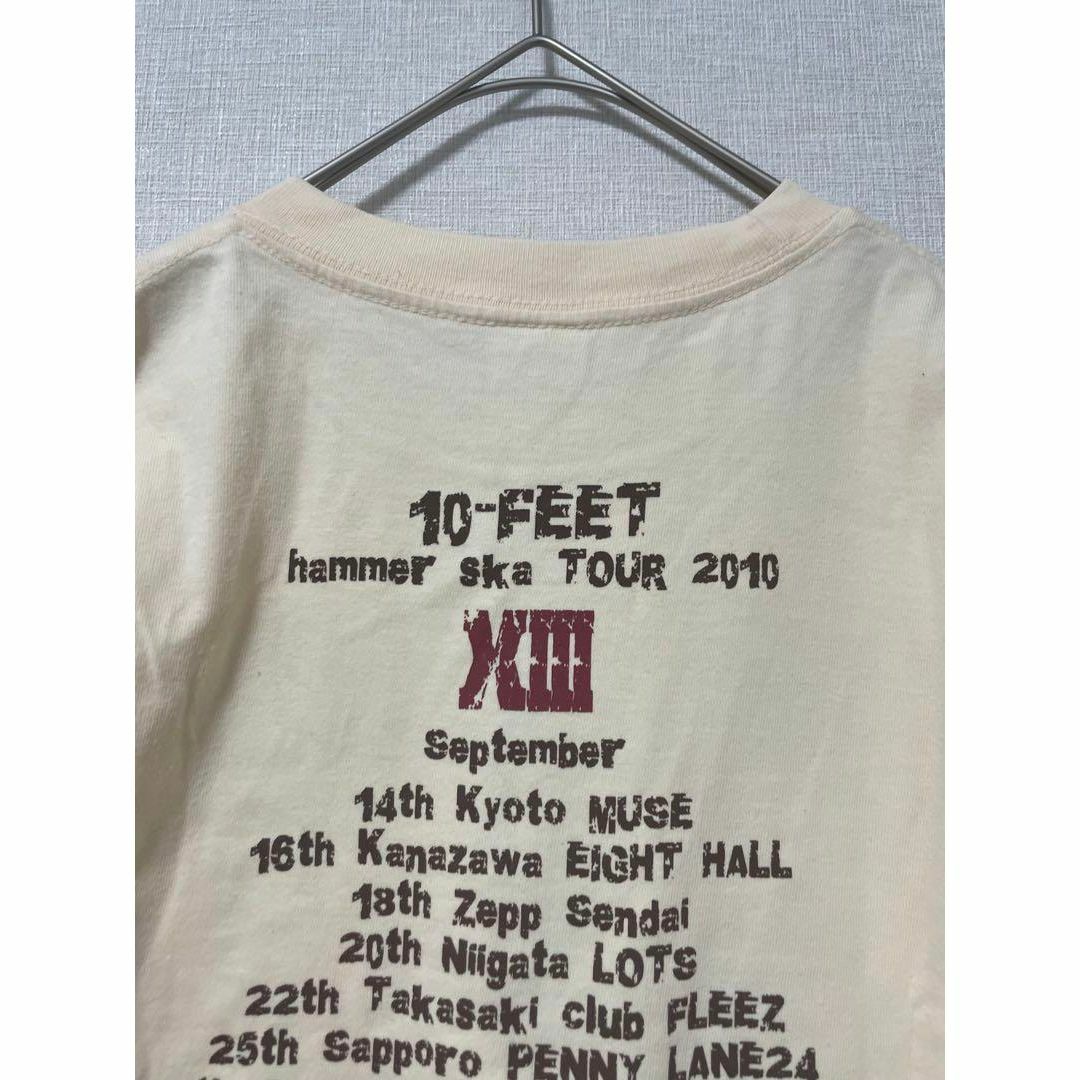 10-FEET
hammer ska TOUR 2010
XIII
September
14th Kyoto MUSE
16th Kanazawa EIGHT HALL
18th Zepp Sendai
20th Niigata LOTS
22th Takasaki club FLEEZ
25th Sapporo PENNY LANE24